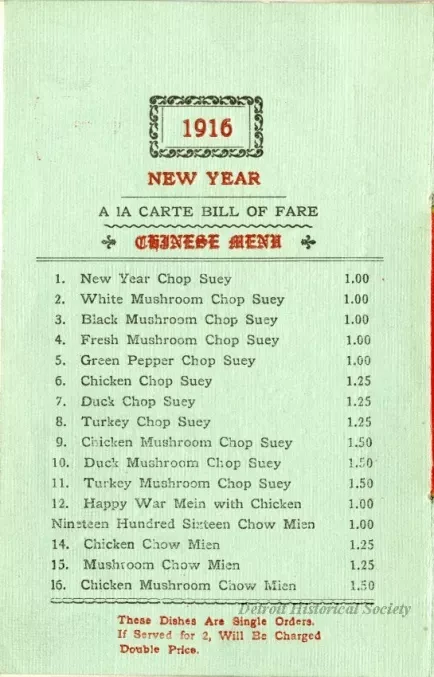 1916
NEW YEAR
A lA CARTE BILL OF FARE
CHINESE MENU
1. New Year Chop Suey 1.00
2. White Mushroom Chop Suey 1.00
3. Black Mushroom Chop Suey 1.00
4. Fresh Mushroom Chop Suey 1.00
5. Green Pepper Chop Suey 1.00
6. Chicken Chop Suey 1.25
7. Duck Chop Suey 1.25
8. Turkey Chop Suey 1.25
9. Chicken Mushroom Chop Suey 1.50
10. Duck Mushroom Chop Suey 1.50
11. Turkey Mushroom Chop Suey 1.50
12. Happy War Mein with Chicken 1.00
Nineteen Hundred Sixteen Chow Mien 1.00
14. Chicken Chow Mien 1.25
15. Mushroom Chow Mien 1.25
16. Chicken Mushroom Chow Mien 1.50
Detroit Historical Society
These Dishes Are Single Orders.
If Served for 2, Will Be Charged
Double Price.